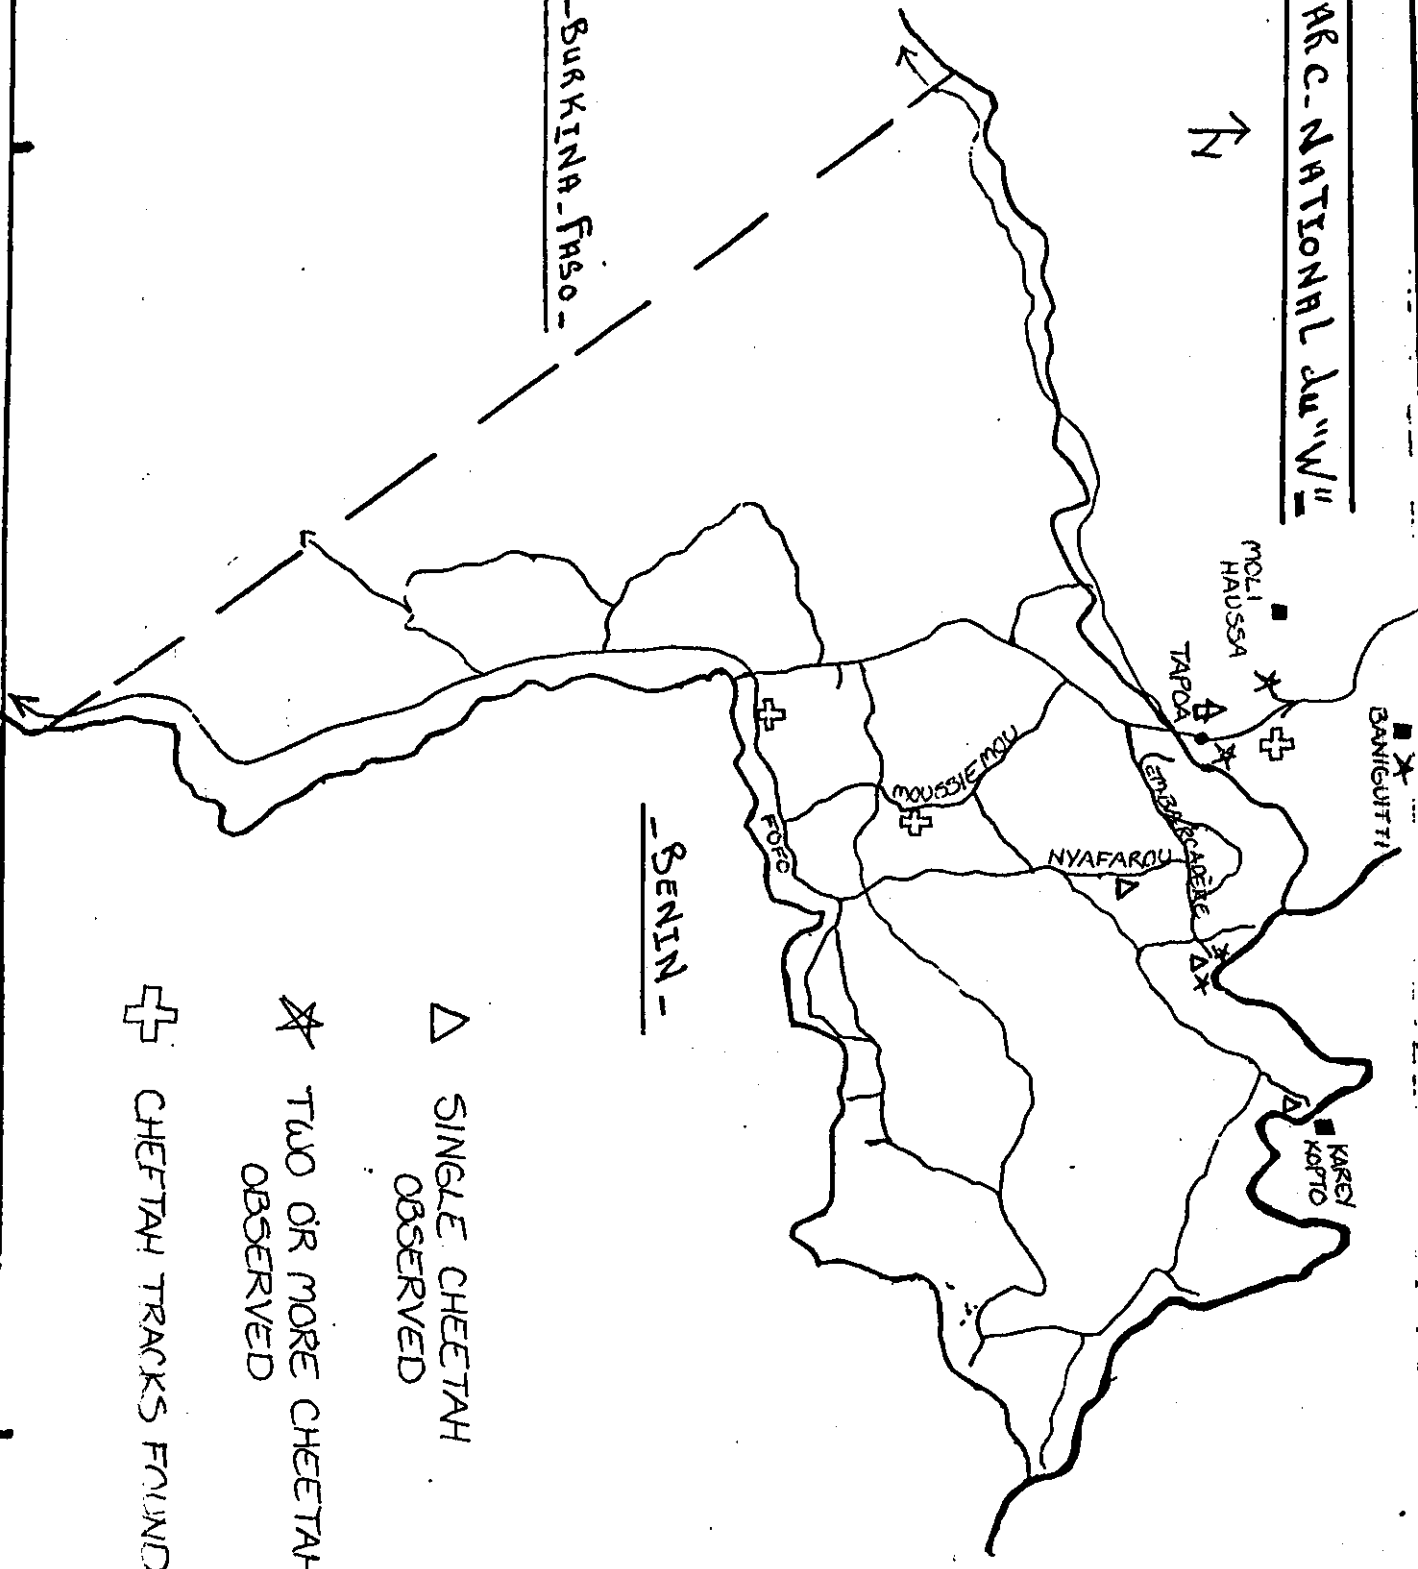 ARC-NATIONAL du "W"
N
BANIGUITTI
MOLI
HAUSSA
TAPOA
KAREY
KOPTO
EMBARCADÈRE
NYAFAROU
MOUSSIEMOU
FOFO
-BURKINA-FASO-
-BENIN-
SINGLE CHEETAH
OBSERVED
TWO OR MORE CHEETAH
OBSERVED
CHEETAH TRACKS FOUND